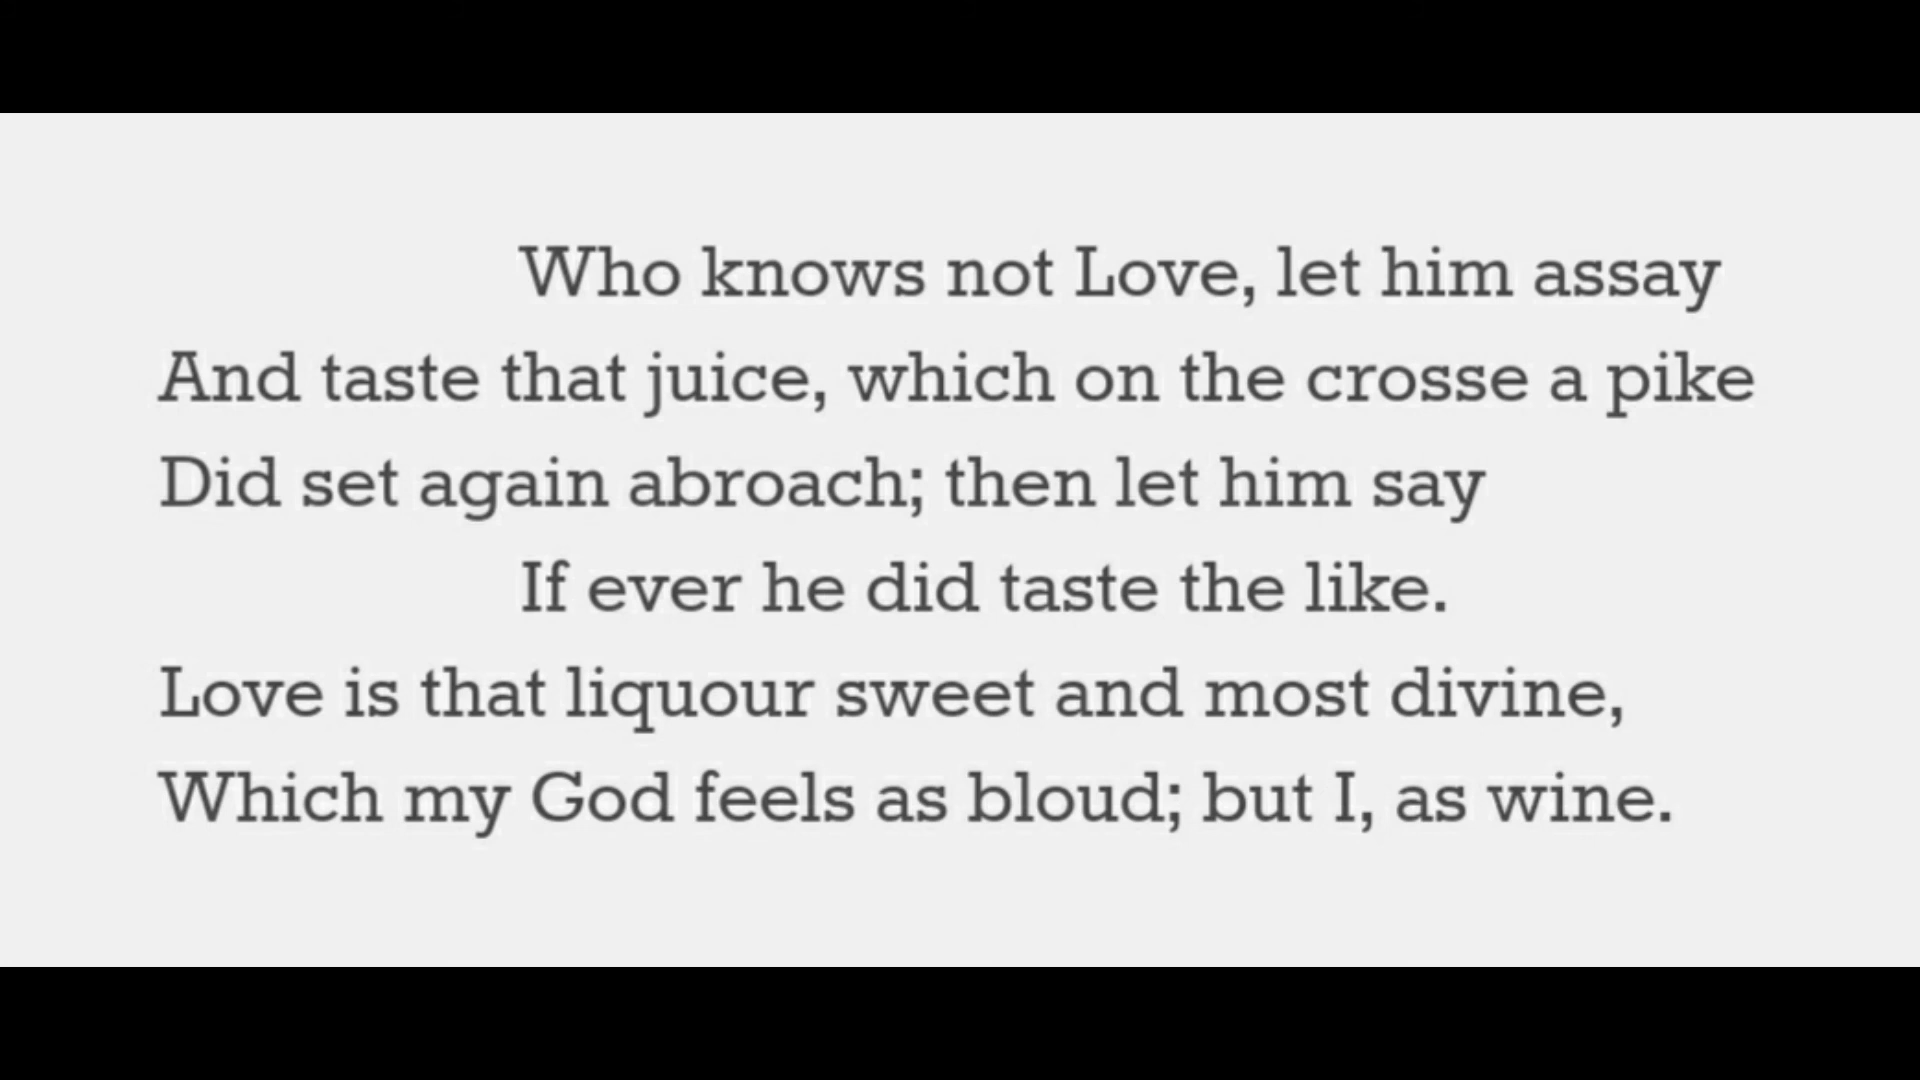 Who knows not Love, let him assay
And taste that juice, which on the crosse a pike
Did set again abroach; then let him say
If ever he did taste the like.
Love is that liquour sweet and most divine,
Which my God feels as bloud; but I, as wine.